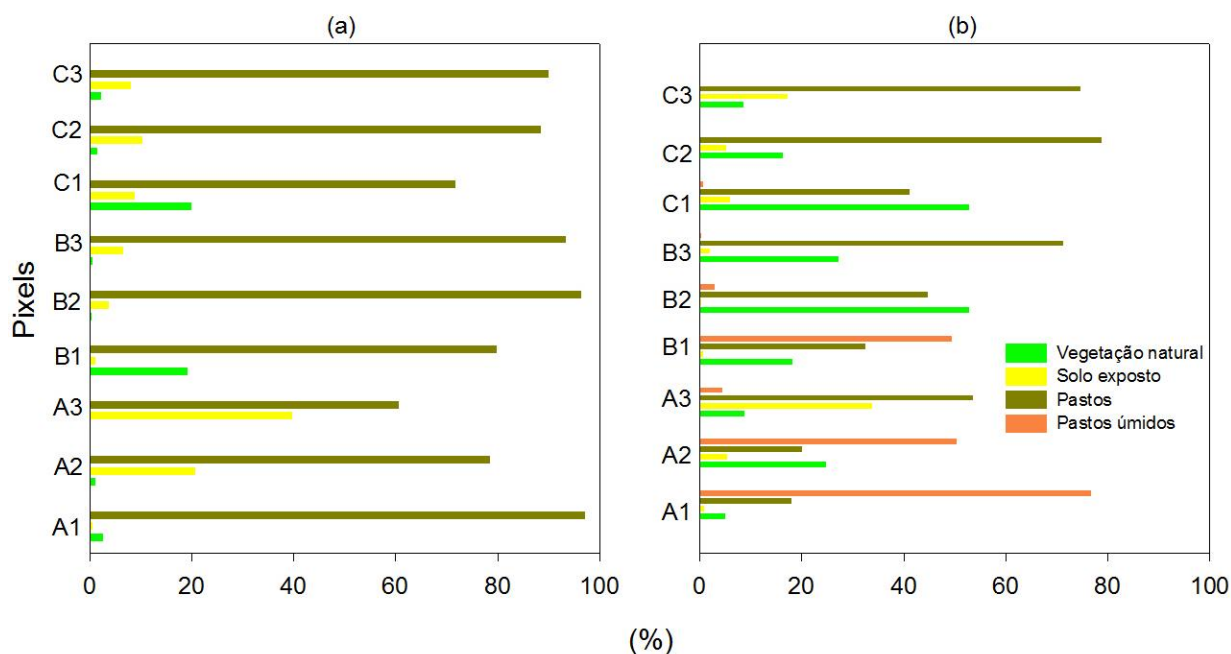 (a)
(b)
Pixels
C3
C2
C1
B3
B2
B1
A3
A2
A1
0 20 40 60 80 100
C3
C2
C1
B3
B2
B1
A3
A2
A1
0 20 40 60 80 100
Vegetação natural
Solo exposto
Pastos
Pastos úmidos
(%)